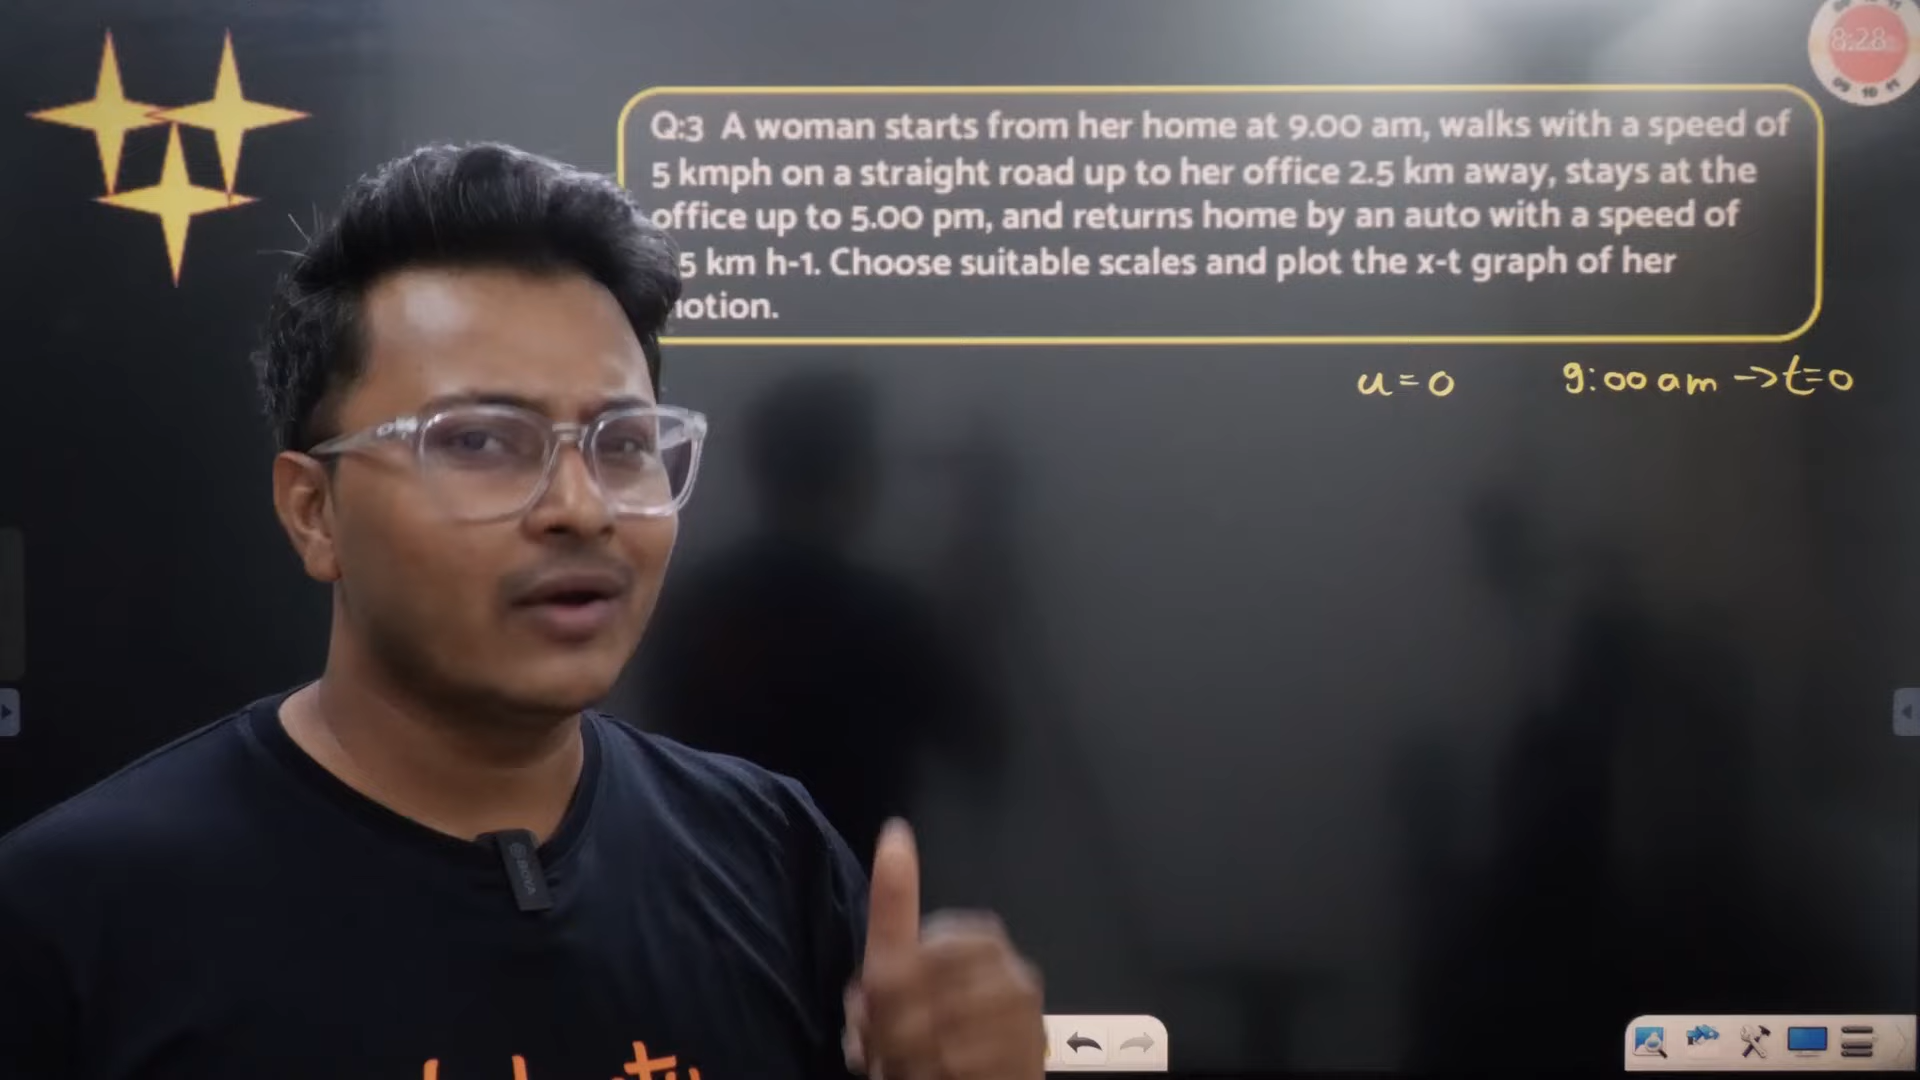 8:28
Q:3 A woman starts from her home at 9.00 am, walks with a speed of
5 kmph on a straight road up to her office 2.5 km away, stays at the
office up to 5.00 pm, and returns home by an auto with a speed of
5 km h-1. Choose suitable scales and plot the x-t graph of her
otion.
u=0 9:00 am → t=0
BOYA